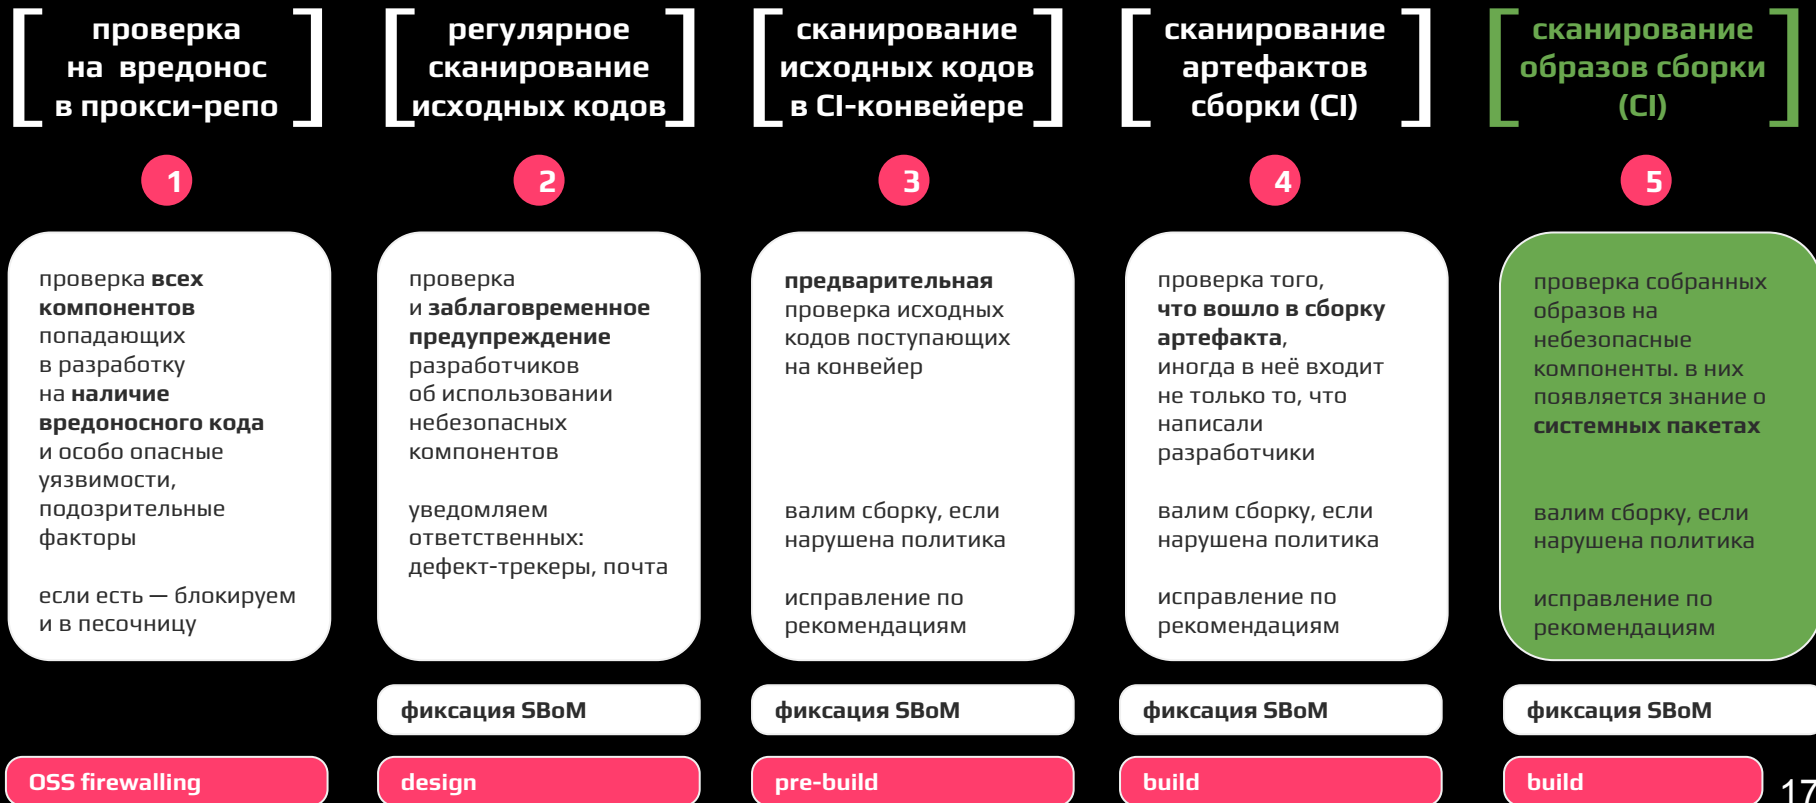 проверка
на вредонос
в прокси-репо
1
проверка всех
компонентов
попадающих
в разработку
на наличие
вредоносного кода
и особо опасные
уязвимости,
подозрительные
факторы
если есть — блокируем
и в песочницу
OSS firewalling
регулярное
сканирование
исходных кодов
2
проверка
и заблаговременное
предупреждение
разработчиков
об использовании
небезопасных
компонентов
уведомляем
ответственных:
дефект-трекеры, почта
фиксация SBoM
design
сканирование
исходных кодов
в CI-конвейере
3
предварительная
проверка исходных
кодов поступающих
на конвейер
валим сборку, если
нарушена политика
исправление по
рекомендациям
фиксация SBoM
pre-build
сканирование
артефактов
сборки (CI)
4
проверка того,
что вошло в сборку
артефакта,
иногда в неё входит
не только то, что
написали
разработчики
валим сборку, если
нарушена политика
исправление по
рекомендациям
фиксация SBoM
build
сканирование
образов сборки
(CI)
5
проверка собранных
образов на
небезопасные
компоненты. в них
появляется знание о
системных пакетах
валим сборку, если
нарушена политика
исправление по
рекомендациям
фиксация SBoM
build
17